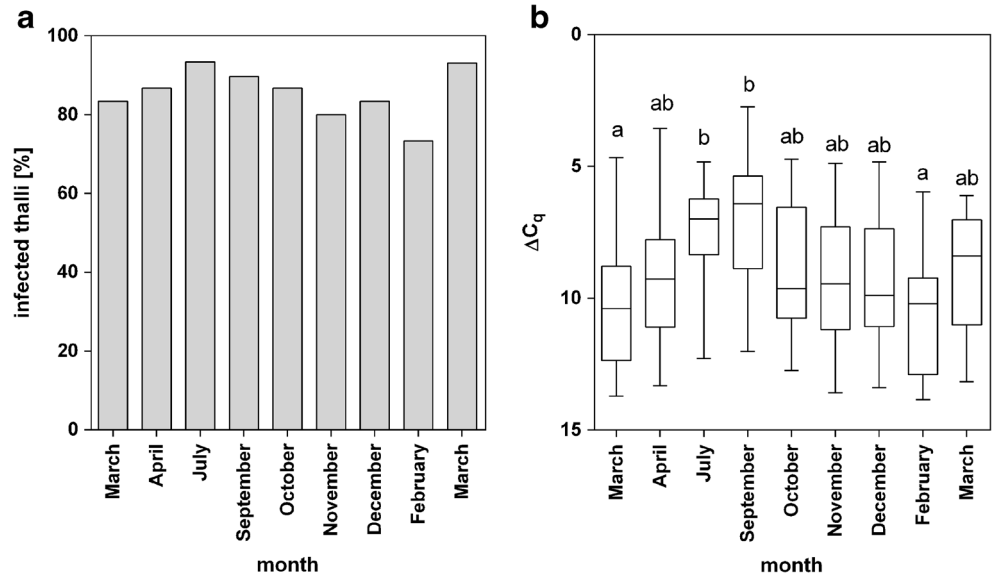 a
100
80
60
40
20
0
infected thalli [%]
March
April
July
September
October
November
December
February
March
month
b
0
5
10
15
ΔCq
a
ab
b
b
ab
ab
ab
a
ab
March
April
July
September
October
November
December
February
March
month